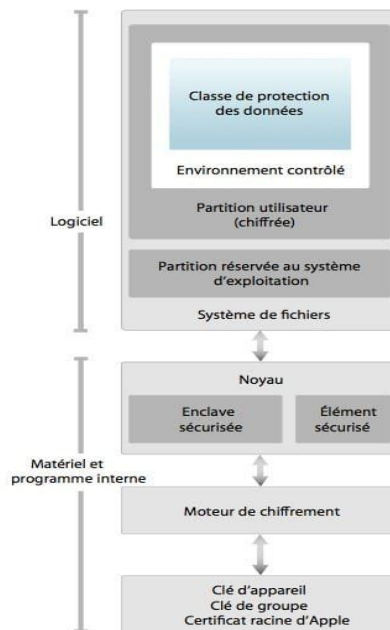 Classe de protection
des données
Environnement contrôlé
Partition utilisateur
(chiffrée)
Logiciel
Partition réservée au système
d'exploitation
Système de fichiers
Noyau
Enclave
sécurisée
Élément
sécurisé
Matériel et
programme interne
Moteur de chiffrement
Clé d'appareil
Clé de groupe
Certificat racine d'Apple